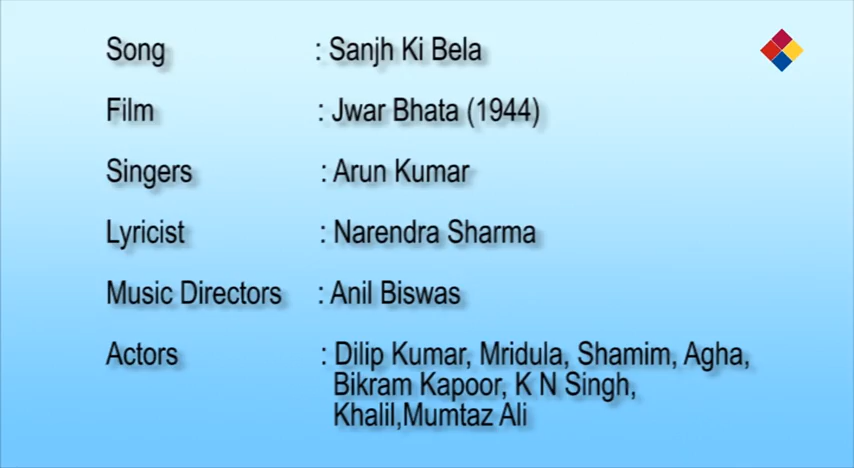 Song : Sanjh Ki Bela
Film : Jwar Bhata (1944)
Singers : Arun Kumar
Lyricist : Narendra Sharma
Music Directors : Anil Biswas
Actors : Dilip Kumar, Mridula, Shamim, Agha,
Bikram Kapoor, K N Singh,
Khalil,Mumtaz Ali